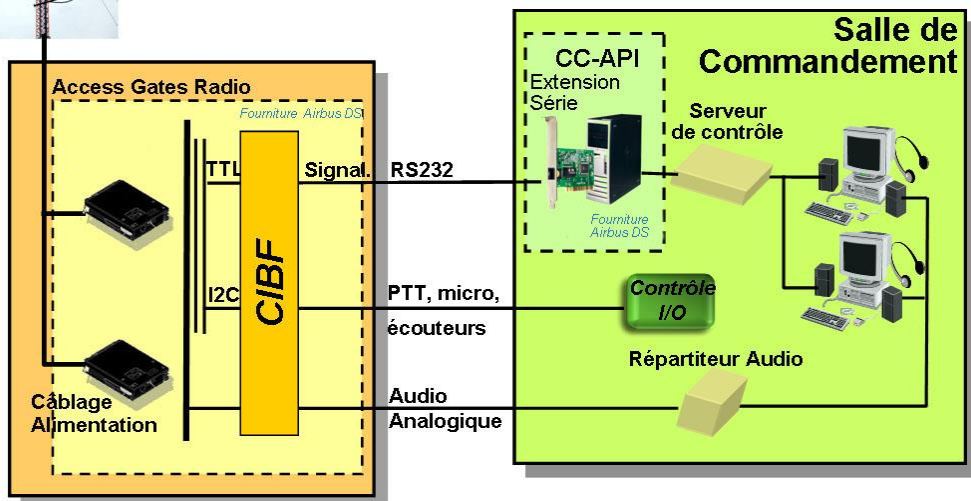 Salle de
Commandement
CC-API
Extension
Série
Serveur
de contrôle
Access Gates Radio
Fourniture Airbus DS
TTL
Signal.
RS232
Fourniture
Airbus DS
I2C
CIBF
PTT, micro,
écouteurs
Contrôle
I/O
Répartiteur Audio
Câblage
Alimentation
Audio
Analogique